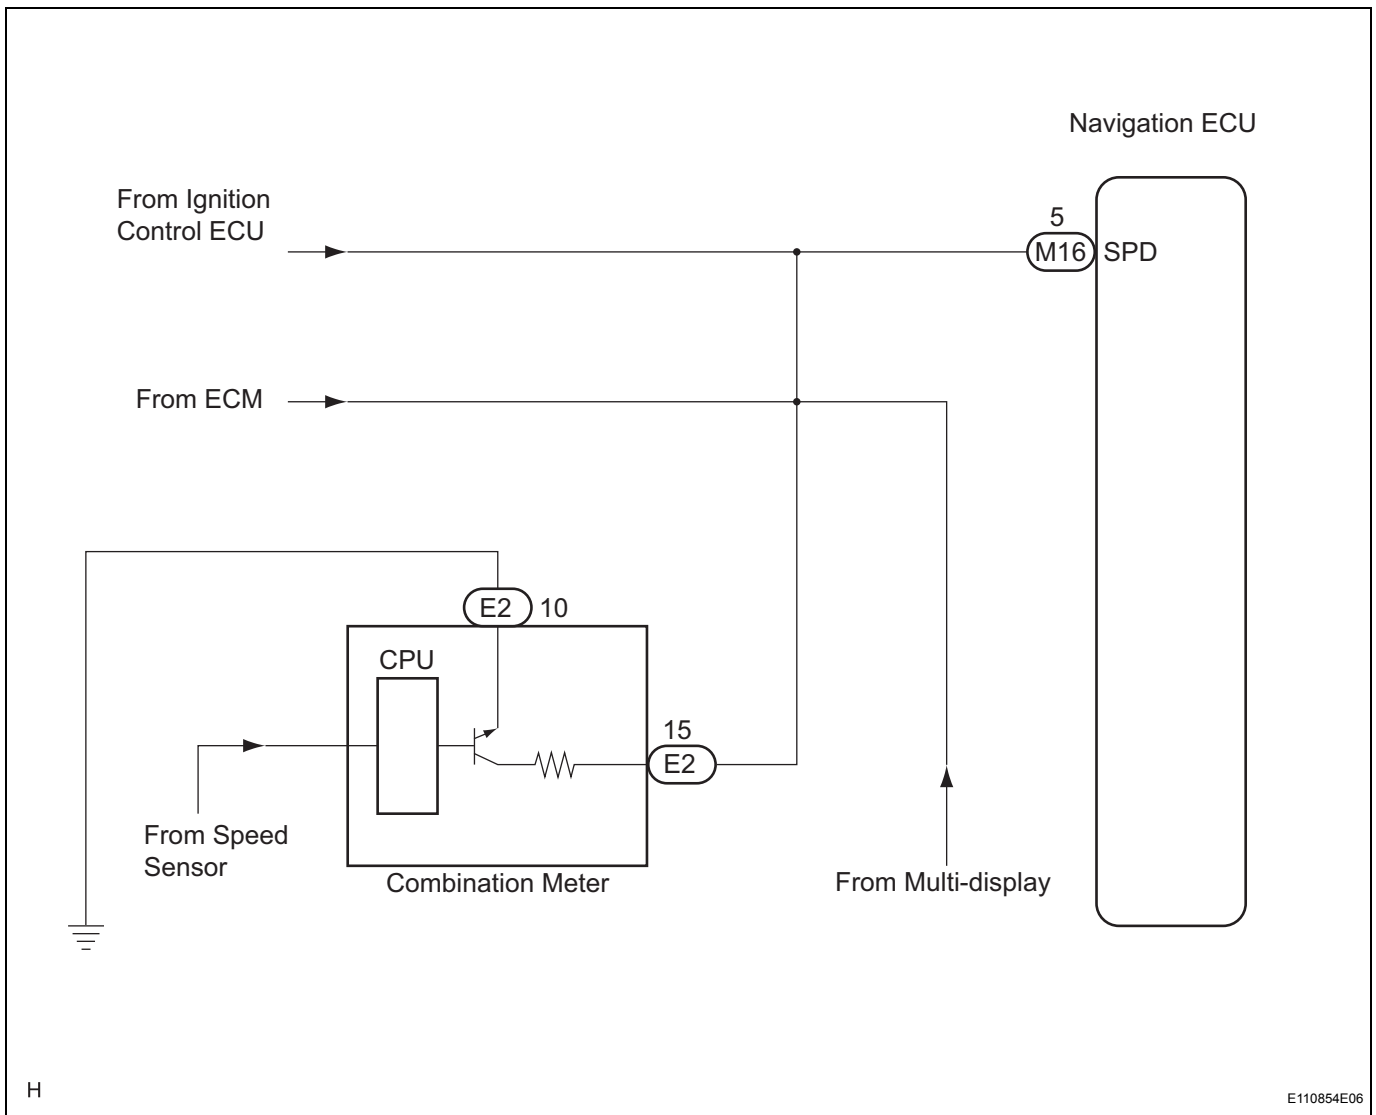 Navigation ECU
From Ignition
Control ECU
5
M16
SPD
From ECM
E2
10
CPU
15
E2
From Speed
Sensor
Combination Meter
From Multi-display
H
E110854E06